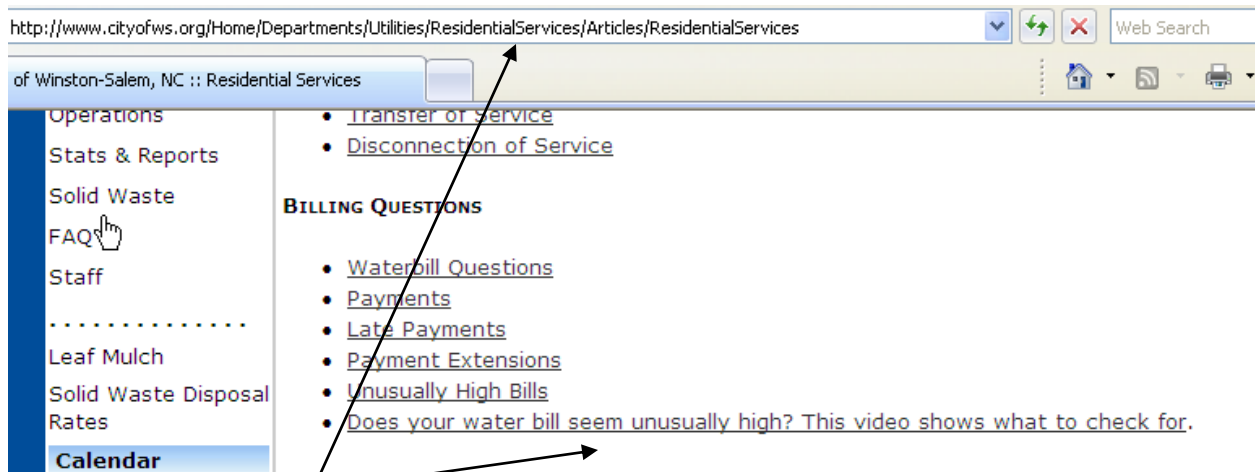 http://www.cityofws.org/Home/Departments/Utilities/ResidentialServices/Articles/ResidentialServices
Web Search
of Winston-Salem, NC :: Residential Services
Operations
Stats & Reports
Solid Waste
FAQ
Staff
. . . . . . . . . . . . . .
Leaf Mulch
Solid Waste Disposal
Rates
Calendar
• Transfer of Service
• Disconnection of Service
BILLING QUESTIONS
• Waterbill Questions
• Payments
• Late Payments
• Payment Extensions
• Unusually High Bills
• Does your water bill seem unusually high? This video shows what to check for.